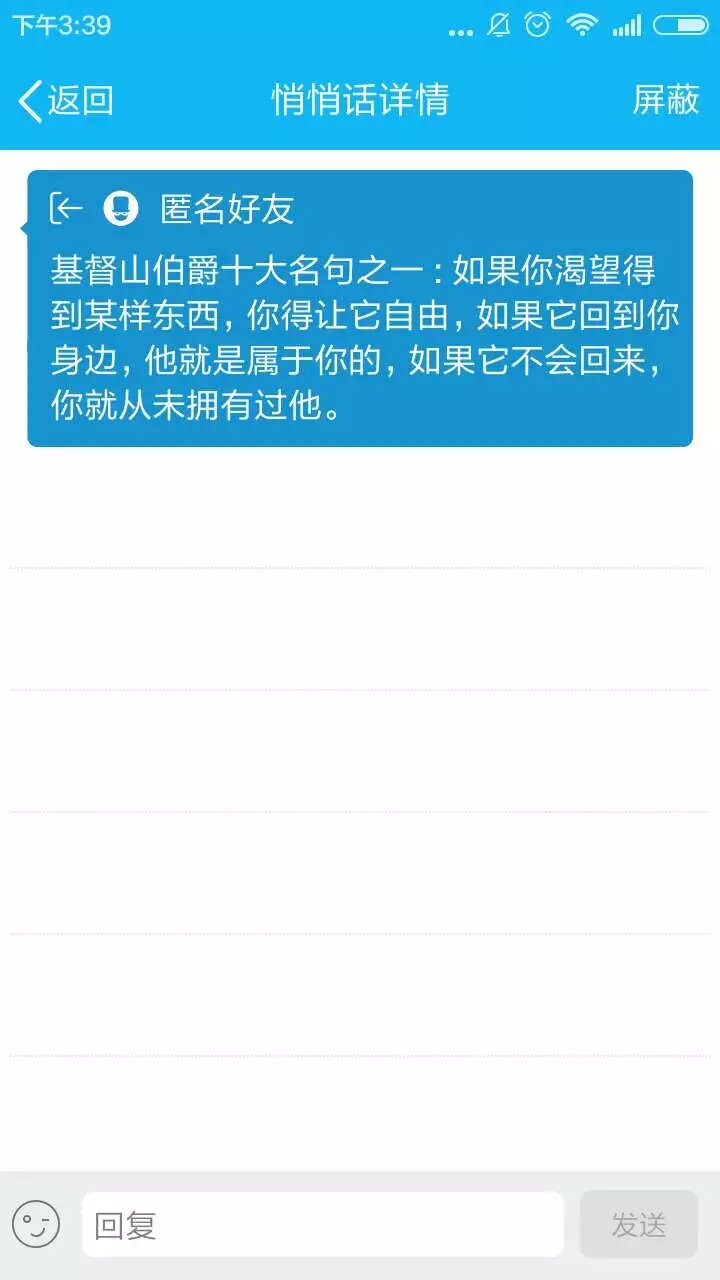 下午3:39
返回 悄悄话详情 屏蔽
匿名好友
基督山伯爵十大名句之一：如果你渴望得
到某样东西，你得让它自由，如果它回到你
身边，他就是属于你的，如果它不会回来，
你就从未拥有过他。
回复 发送